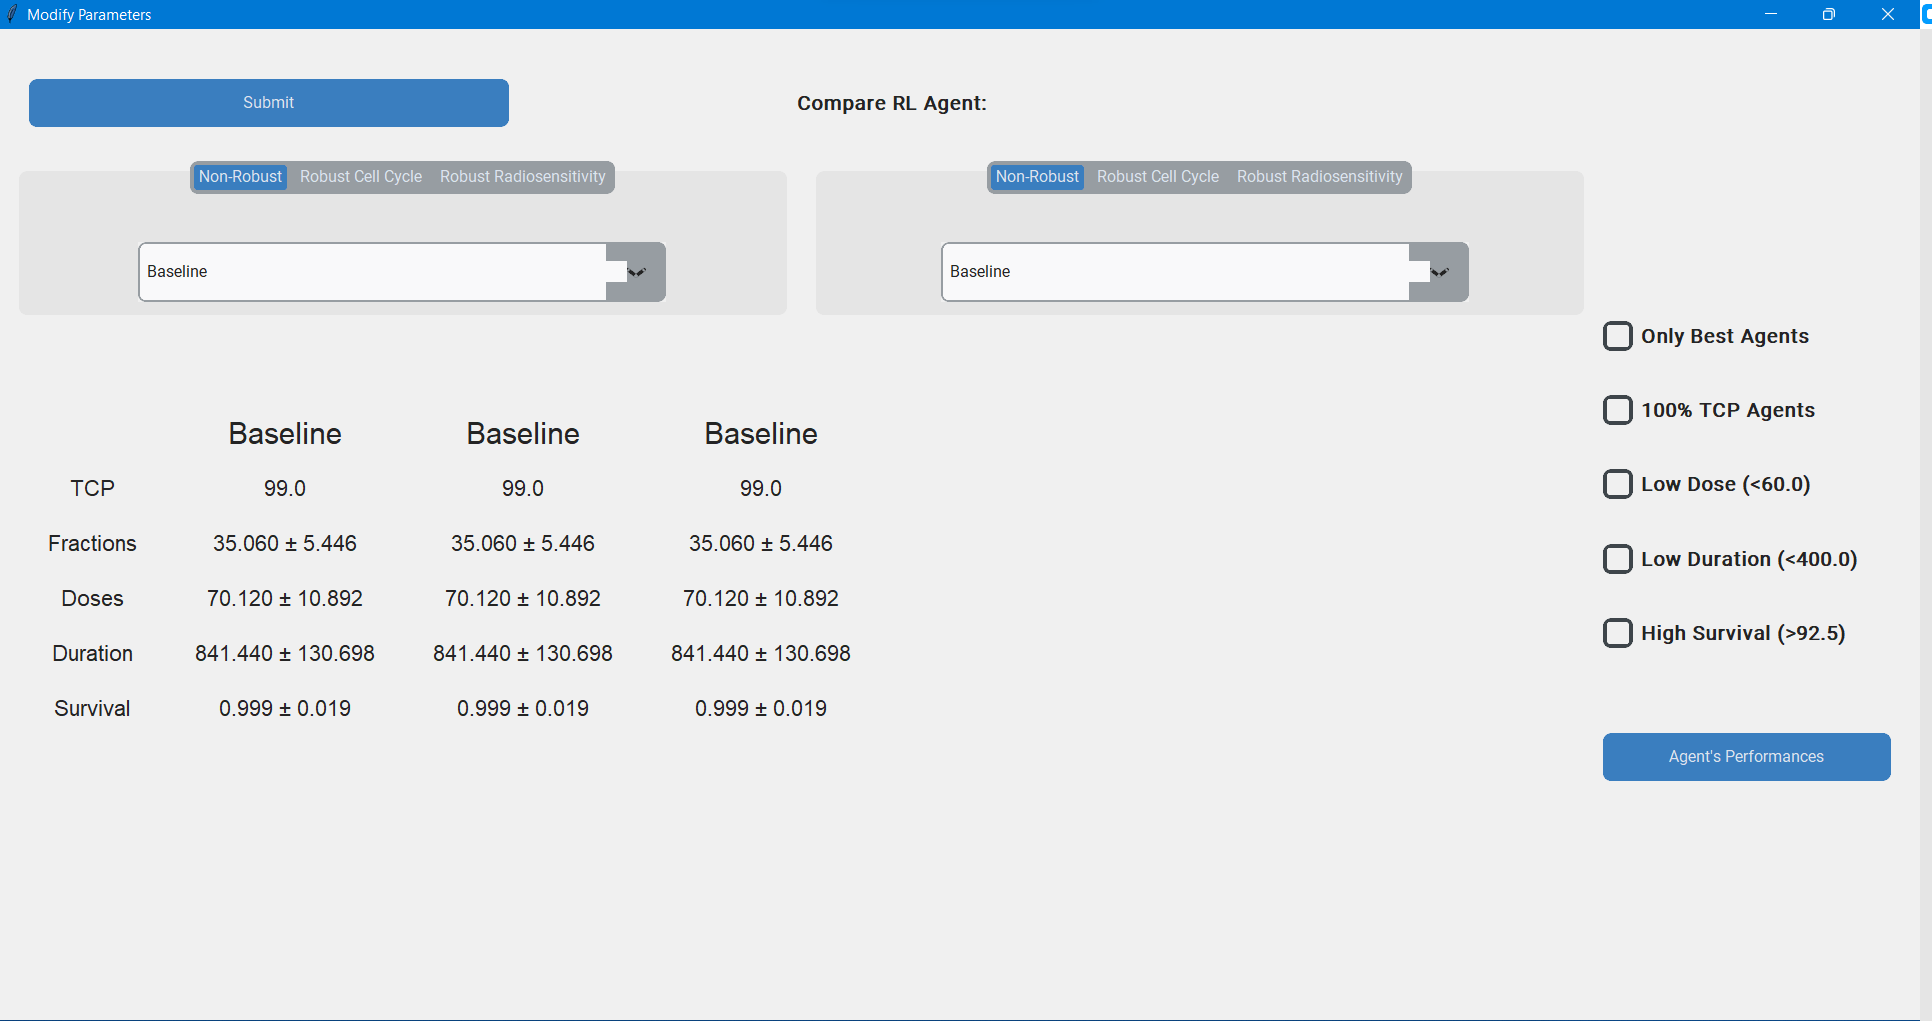 Modify Parameters
Submit
Compare RL Agent:
Non-Robust Robust Cell Cycle Robust Radiosensitivity
Non-Robust Robust Cell Cycle Robust Radiosensitivity
Baseline
Baseline
Only Best Agents
100% TCP Agents
Low Dose (<60.0)
Low Duration (<400.0)
High Survival (>92.5)
Agent's Performances
Baseline Baseline Baseline
TCP 99.0 99.0 99.0
Fractions 35.060 ± 5.446 35.060 ± 5.446 35.060 ± 5.446
Doses 70.120 ± 10.892 70.120 ± 10.892 70.120 ± 10.892
Duration 841.440 ± 130.698 841.440 ± 130.698 841.440 ± 130.698
Survival 0.999 ± 0.019 0.999 ± 0.019 0.999 ± 0.019